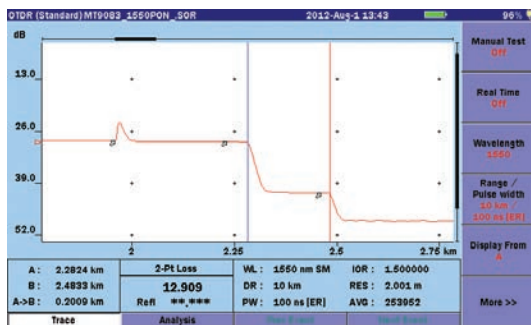 OTDR (Standard) MT9083_1550PON_.SOR 2012-Aug-1 13:43 96%
dB
13.0
26.0
39.0
52.0
2 2.25 2.5 2.75 km
Manual Test
Off
Real Time
Off
Wavelength
1550
Range /
Pulse width
10 km /
100 ns [ER]
Display From
A
More >>
A : 2.2824 km 2-Pt Loss WL : 1550 nm SM IOR : 1.500000
B : 2.4833 km 12.909 DR : 10 km RES : 2.001 m
A->B : 0.2009 km Refl **.*** PW : 100 ns [ER] AVG : 253952
Trace Analysis